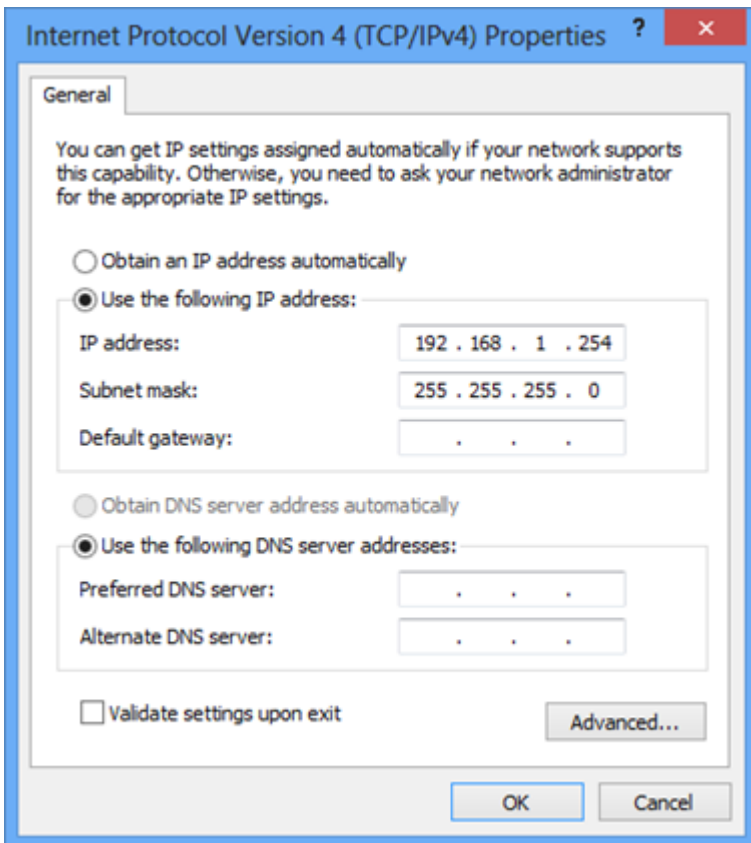 Internet Protocol Version 4 (TCP/IPv4) Properties ? ×
General
You can get IP settings assigned automatically if your network supports
this capability. Otherwise, you need to ask your network administrator
for the appropriate IP settings.
Obtain an IP address automatically
Use the following IP address:
IP address: 192 . 168 . 1 . 254
Subnet mask: 255 . 255 . 255 . 0
Default gateway: . . .
Obtain DNS server address automatically
Use the following DNS server addresses:
Preferred DNS server: . . .
Alternate DNS server: . . .
Validate settings upon exit
Advanced...
OK Cancel